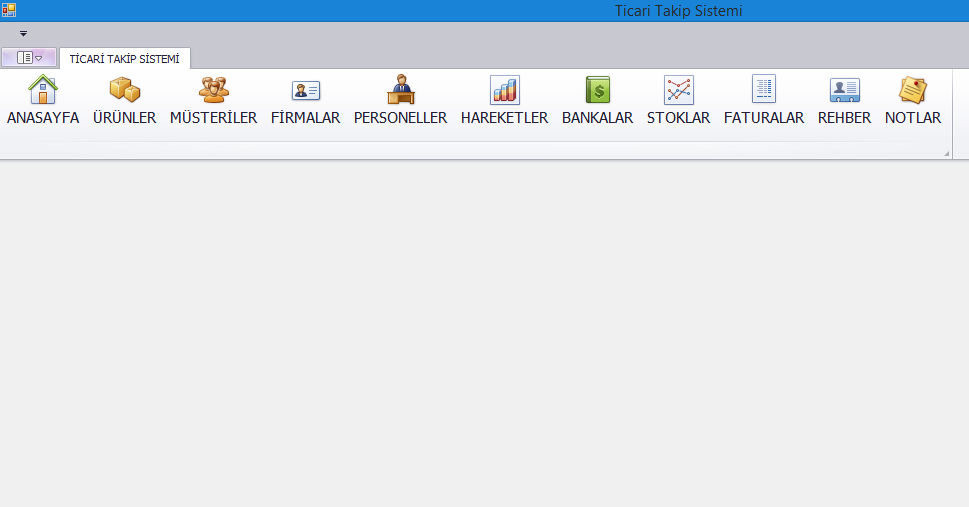 Ticari Takip Sistemi
TİCARİ TAKİP SİSTEMİ
ANASAYFA ÜRÜNLER MÜSTERİLER FİRMALAR PERSONELLER HAREKETLER BANKALAR STOKLAR FATURALAR REHBER NOTLAR